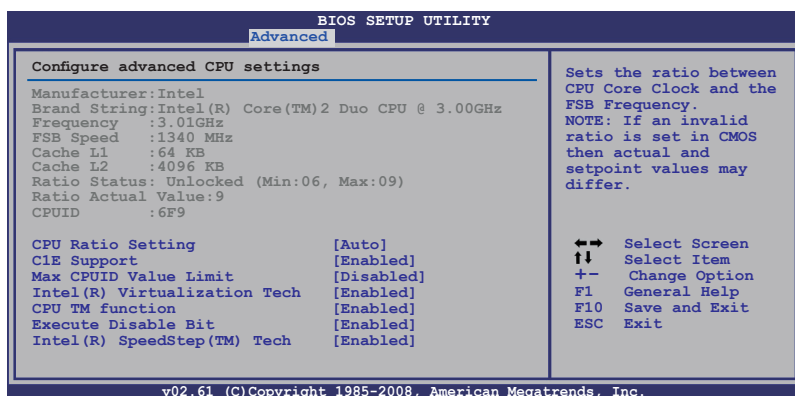 BIOS SETUP UTILITY
Advanced
Configure advanced CPU settings
Manufacturer:Intel
Brand String:Intel(R) Core(TM)2 Duo CPU @ 3.00GHz
Frequency :3.01GHz
FSB Speed :1340 MHz
Cache L1 :64 KB
Cache L2 :4096 KB
Ratio Status: Unlocked (Min:06, Max:09)
Ratio Actual Value:9
CPUID :6F9
CPU Ratio Setting [Auto]
C1E Support [Enabled]
Max CPUID Value Limit [Disabled]
Intel(R) Virtualization Tech [Enabled]
CPU TM function [Enabled]
Execute Disable Bit [Enabled]
Intel(R) SpeedStep(TM) Tech [Enabled]
Sets the ratio between
CPU Core Clock and the
FSB Frequency.
NOTE: If an invalid
ratio is set in CMOS
then actual and
setpoint values may
differ.
←→ Select Screen
↑↓ Select Item
+- Change Option
F1 General Help
F10 Save and Exit
ESC Exit
v02.61 (C)Copyright 1985-2008, American Megatrends, Inc.